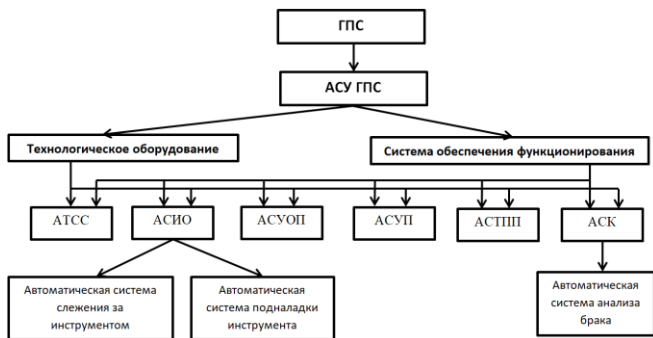 ГПС
АСУ ГПС
Технологическое оборудование
Система обеспечения функционирования
АТСС
АСИО
АСУОП
АСУП
АСТПП
АСК
Автоматическая система
слежения за
инструментом
Автоматическая
система подналадки
инструмента
Автоматическая
система анализа
брака